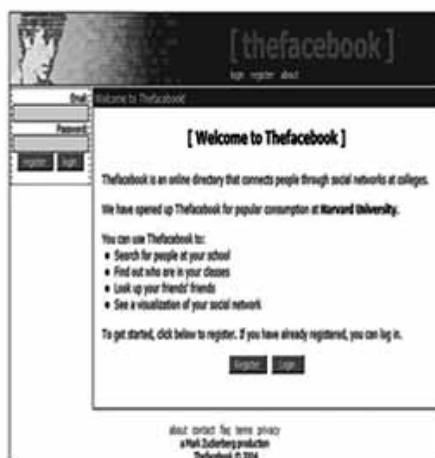 [thefacebook]
login register about
Email:
Password:
register login
Welcome to Thefacebook!
[ Welcome to Thefacebook ]
Thefacebook is an online directory that connects people through social networks at colleges.
We have opened up Thefacebook for popular consumption at Harvard University.
You can use Thefacebook to:
• Search for people at your school
• Find out who are in your classes
• Look up your friends' friends
• See a visualization of your social network
To get started, click below to register. If you have already registered, you can log in.
Register Login
about contact faq terms privacy
a Mark Zuckerberg production
Thefacebook © 2004